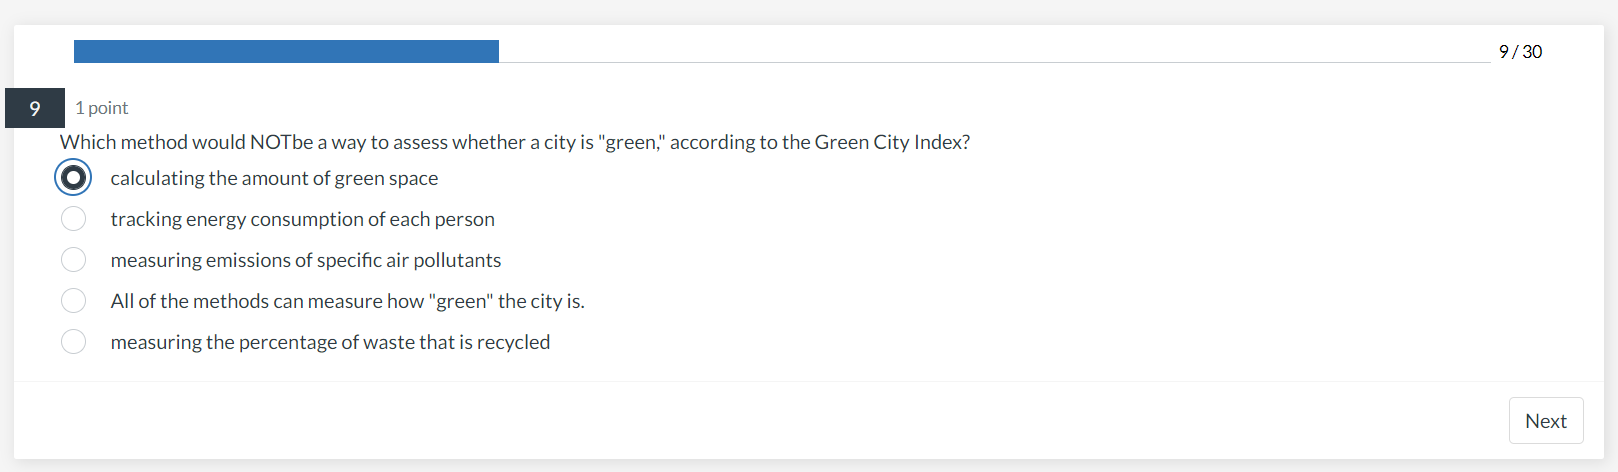 9 / 30
9
1 point
Which method would NOTbe a way to assess whether a city is "green," according to the Green City Index?
calculating the amount of green space
tracking energy consumption of each person
measuring emissions of specific air pollutants
All of the methods can measure how "green" the city is.
measuring the percentage of waste that is recycled
Next